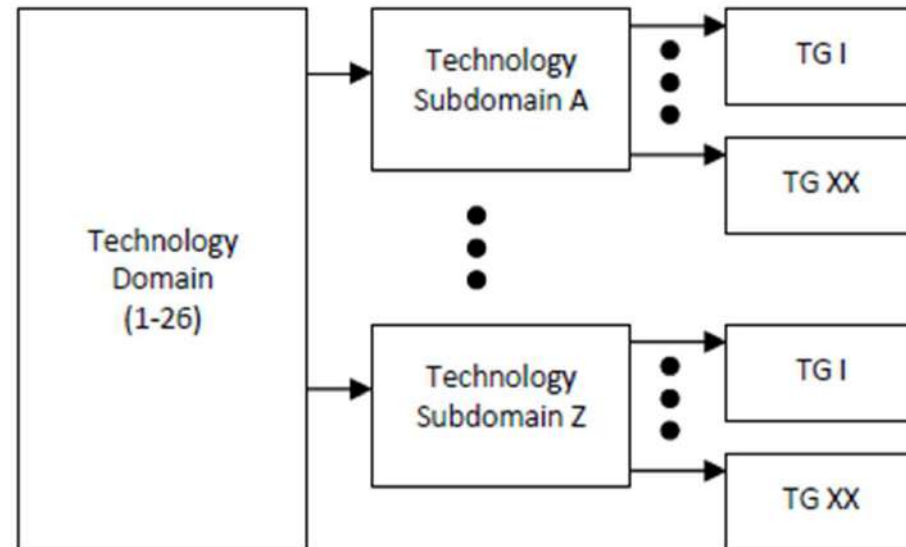 Technology
Domain
(1-26)
Technology
Subdomain A
TG I
TG XX
Technology
Subdomain Z
TG I
TG XX